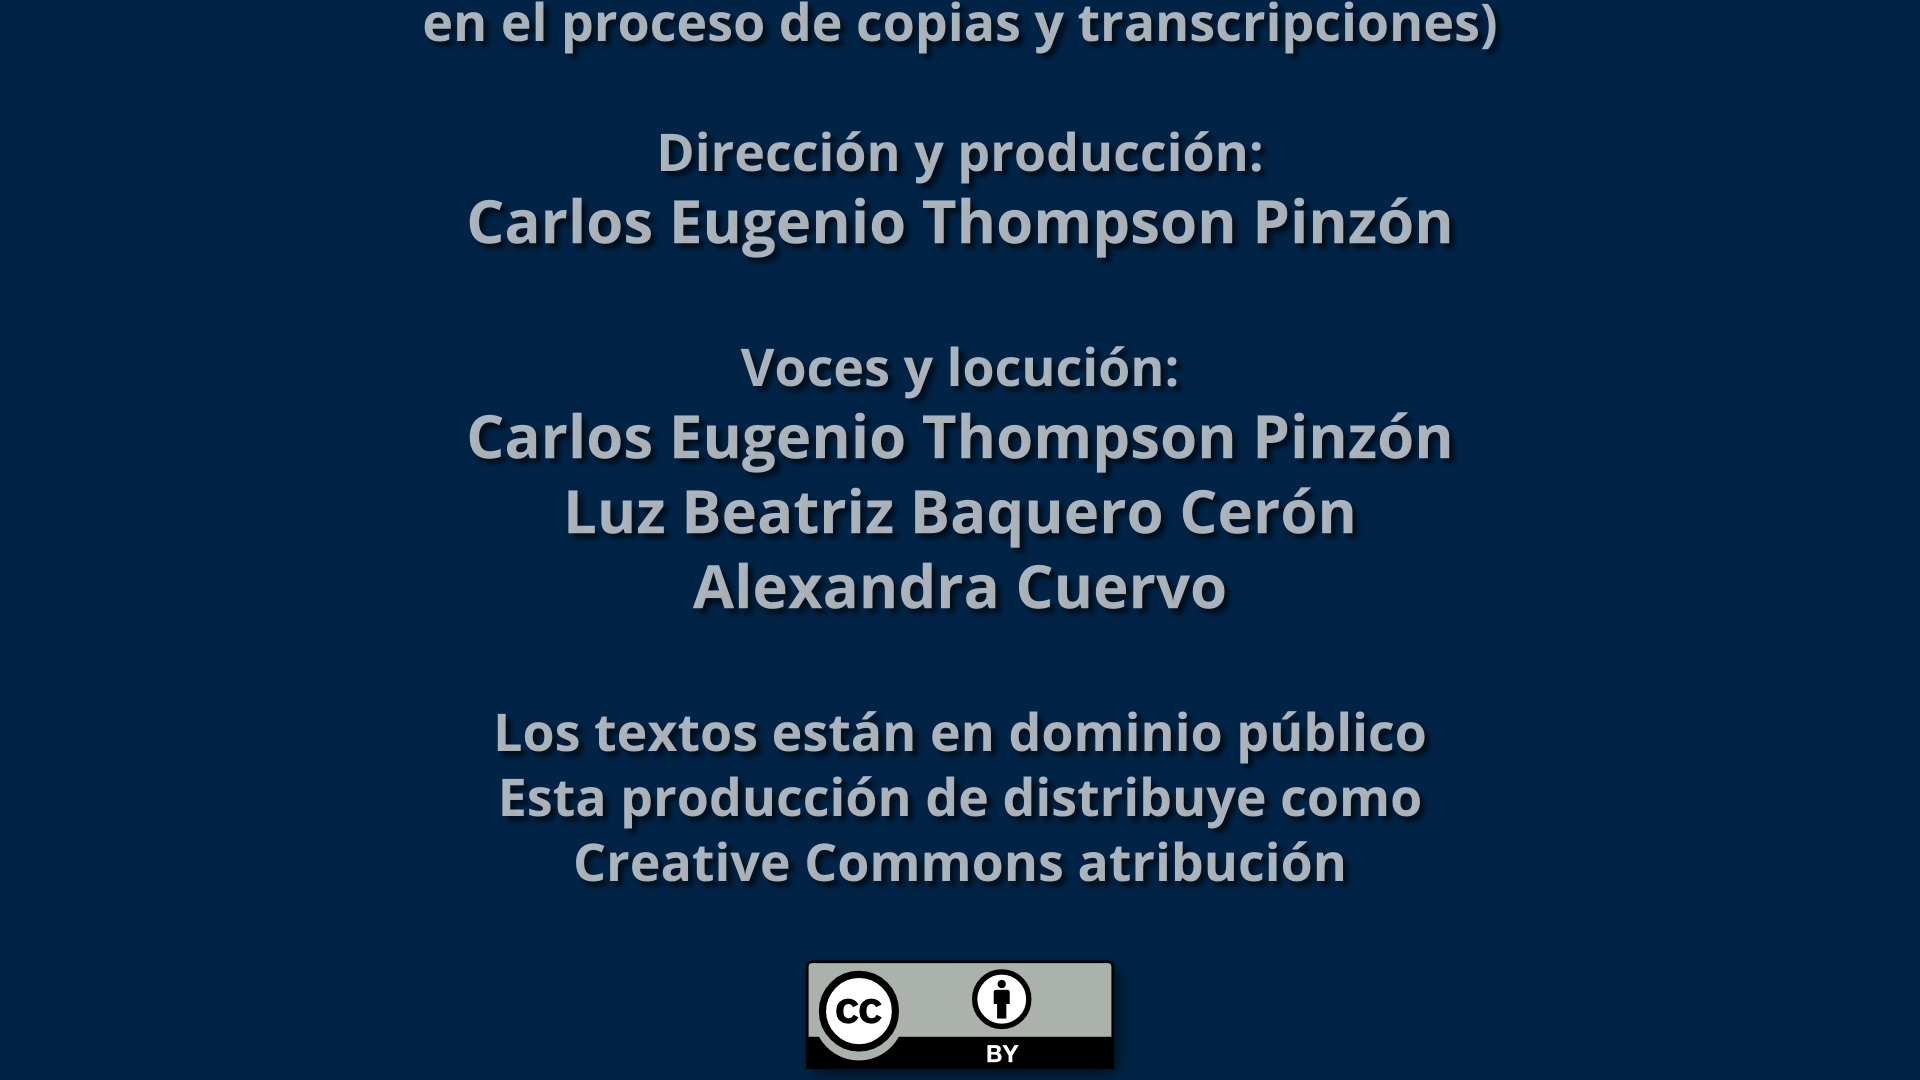 en el proceso de copias y transcripciones)
Dirección y producción:
Carlos Eugenio Thompson Pinzón
Voces y locución:
Carlos Eugenio Thompson Pinzón
Luz Beatriz Baquero Cerón
Alexandra Cuervo
Los textos están en dominio público
Esta producción de distribuye como
Creative Commons atribución
CC
BY